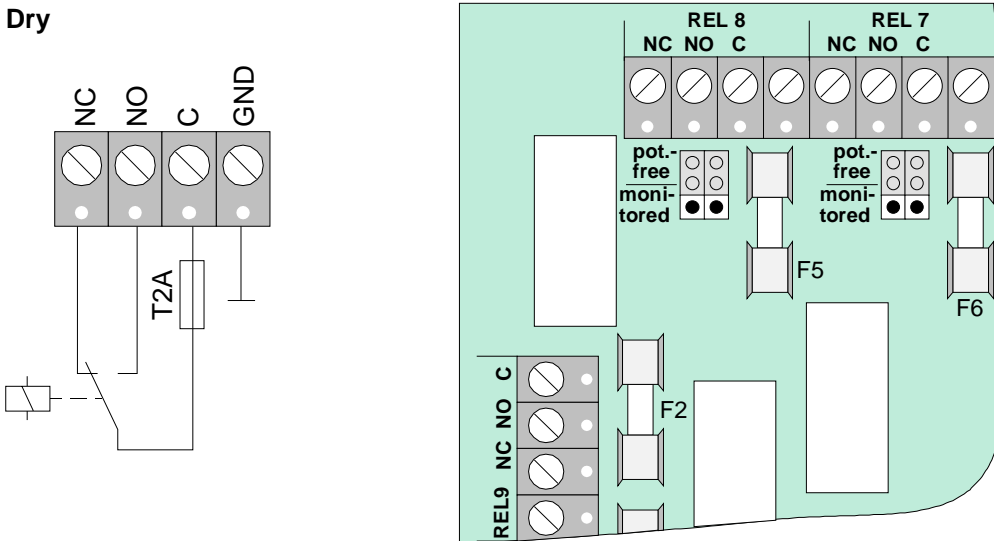 Dry
NC
NO
C
GND
T2A
REL 8
REL 7
NC NO C
NC NO C
pot.-
free
moni-
tored
pot.-
free
moni-
tored
F5
F6
C
NO
NC
REL9
F2